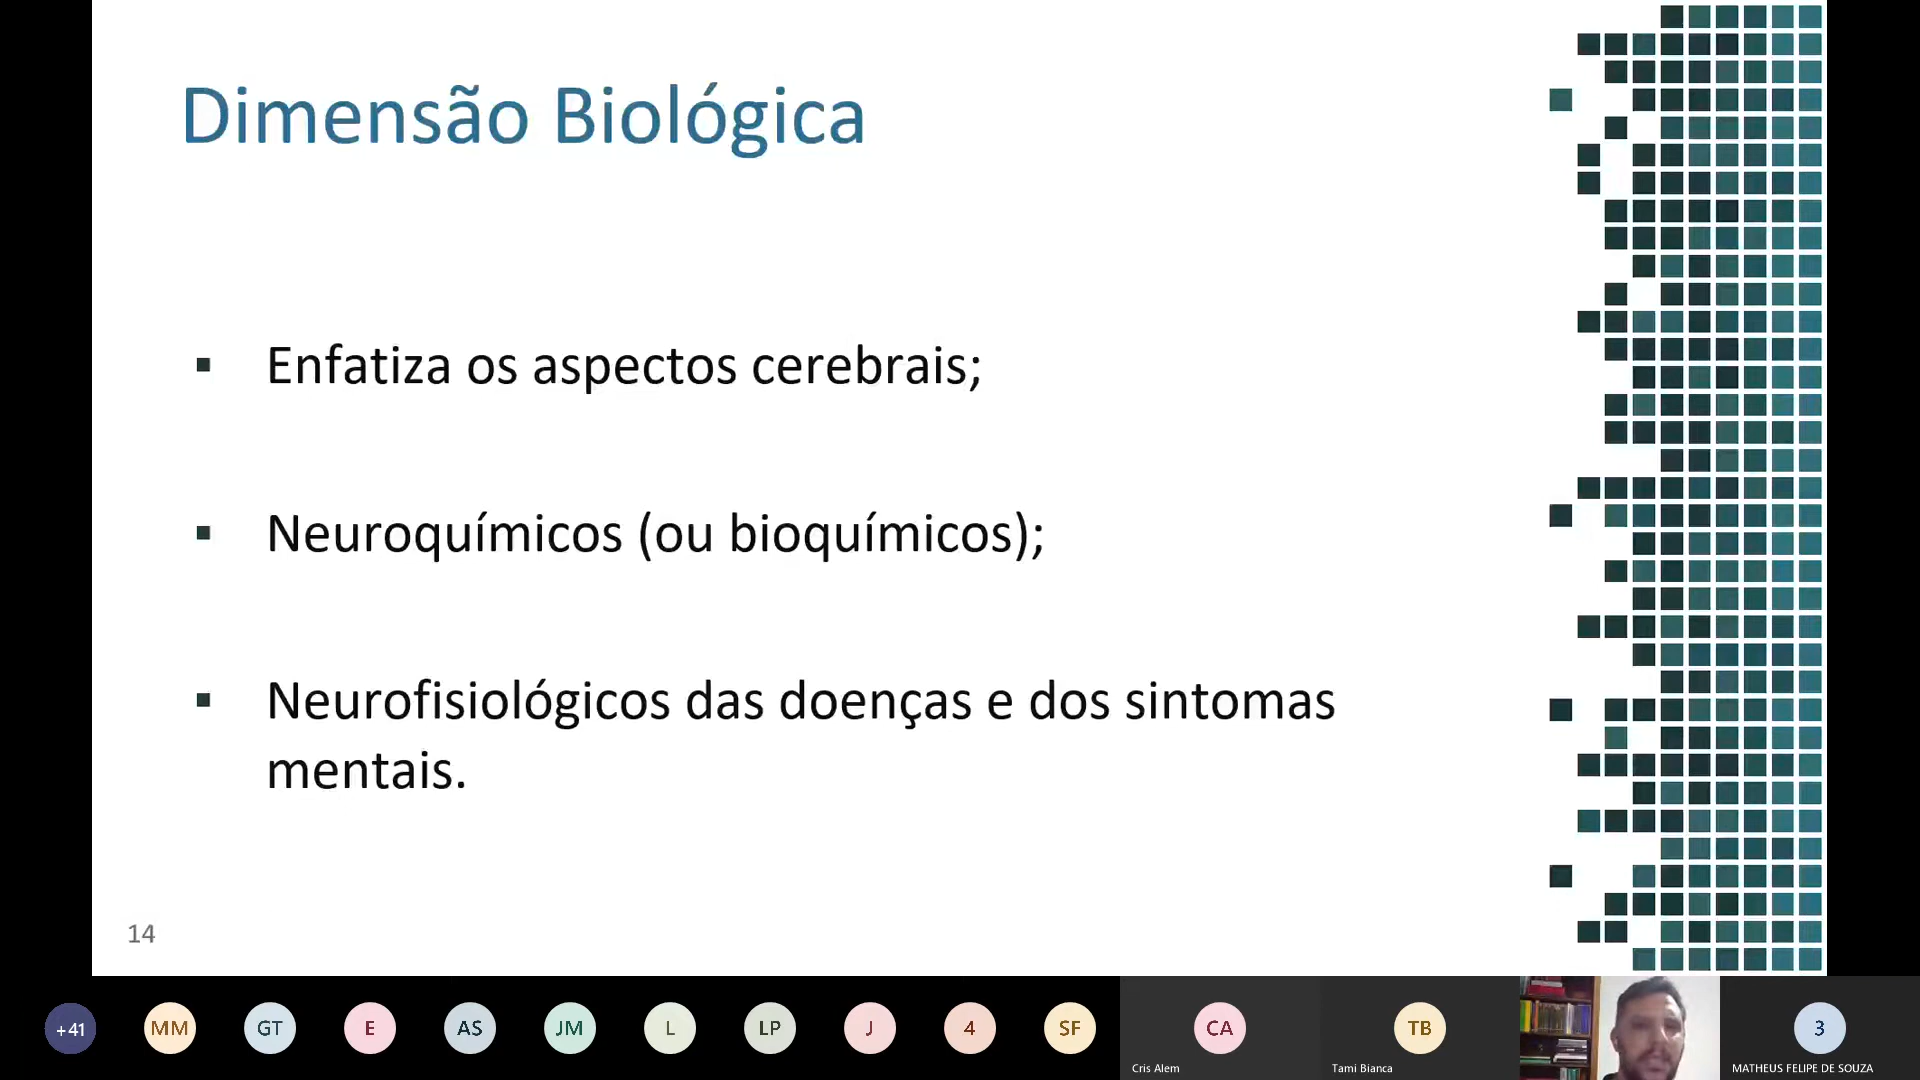 Dimensão Biológica
▪ Enfatiza os aspectos cerebrais;
▪ Neuroquímicos (ou bioquímicos);
▪ Neurofisiológicos das doenças e dos sintomas
mentais.
14
+41 MM GT E AS JM L LP J 4 SF CA TB 3
Cris Alem Tami Bianca MATHEUS FELIPE DE SOUZA